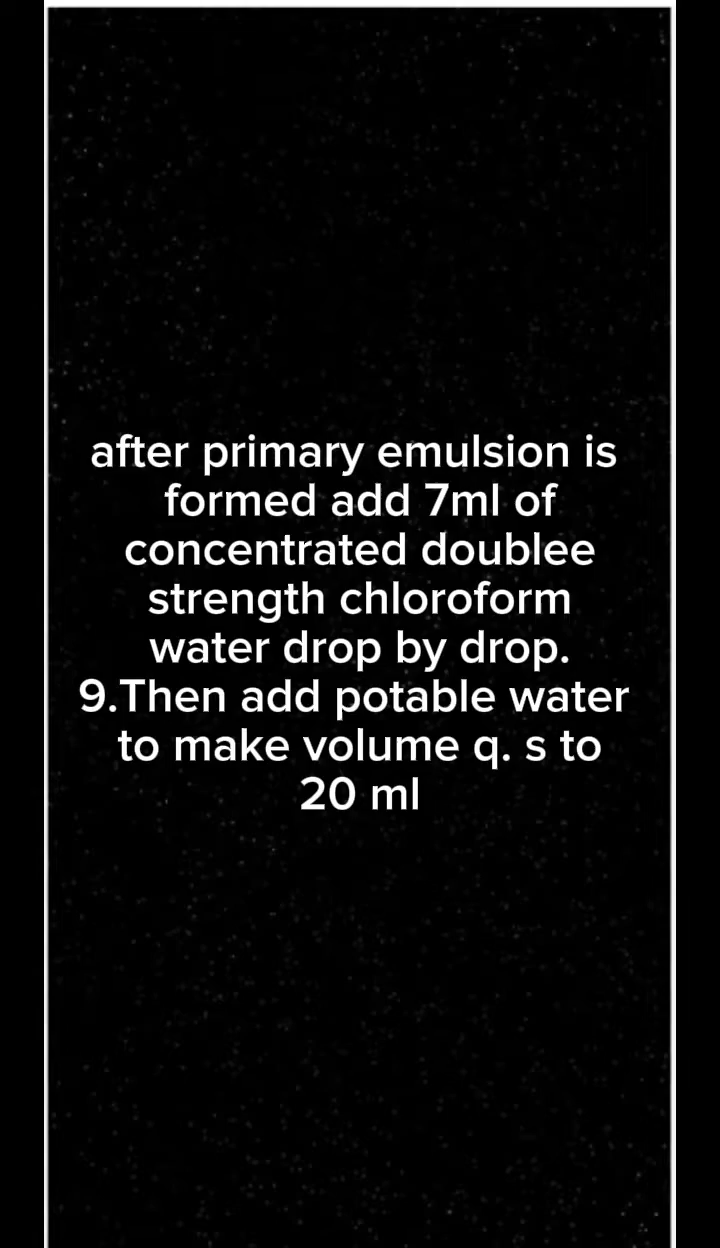 after primary emulsion is
formed add 7ml of
concentrated doublee
strength chloroform
water drop by drop.
9.Then add potable water
to make volume q. s to
20 ml